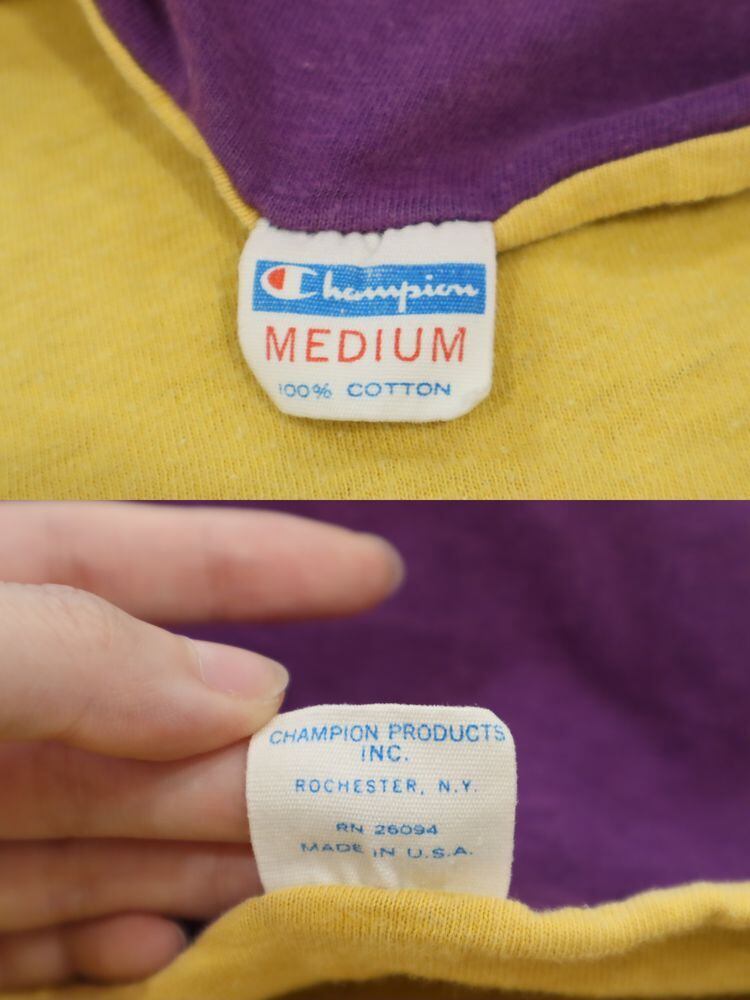 Champion
MEDIUM
100% COTTON
CHAMPION PRODUCTS
INC.
ROCHESTER, N.Y.
RN 26094
MADE IN U.S.A.